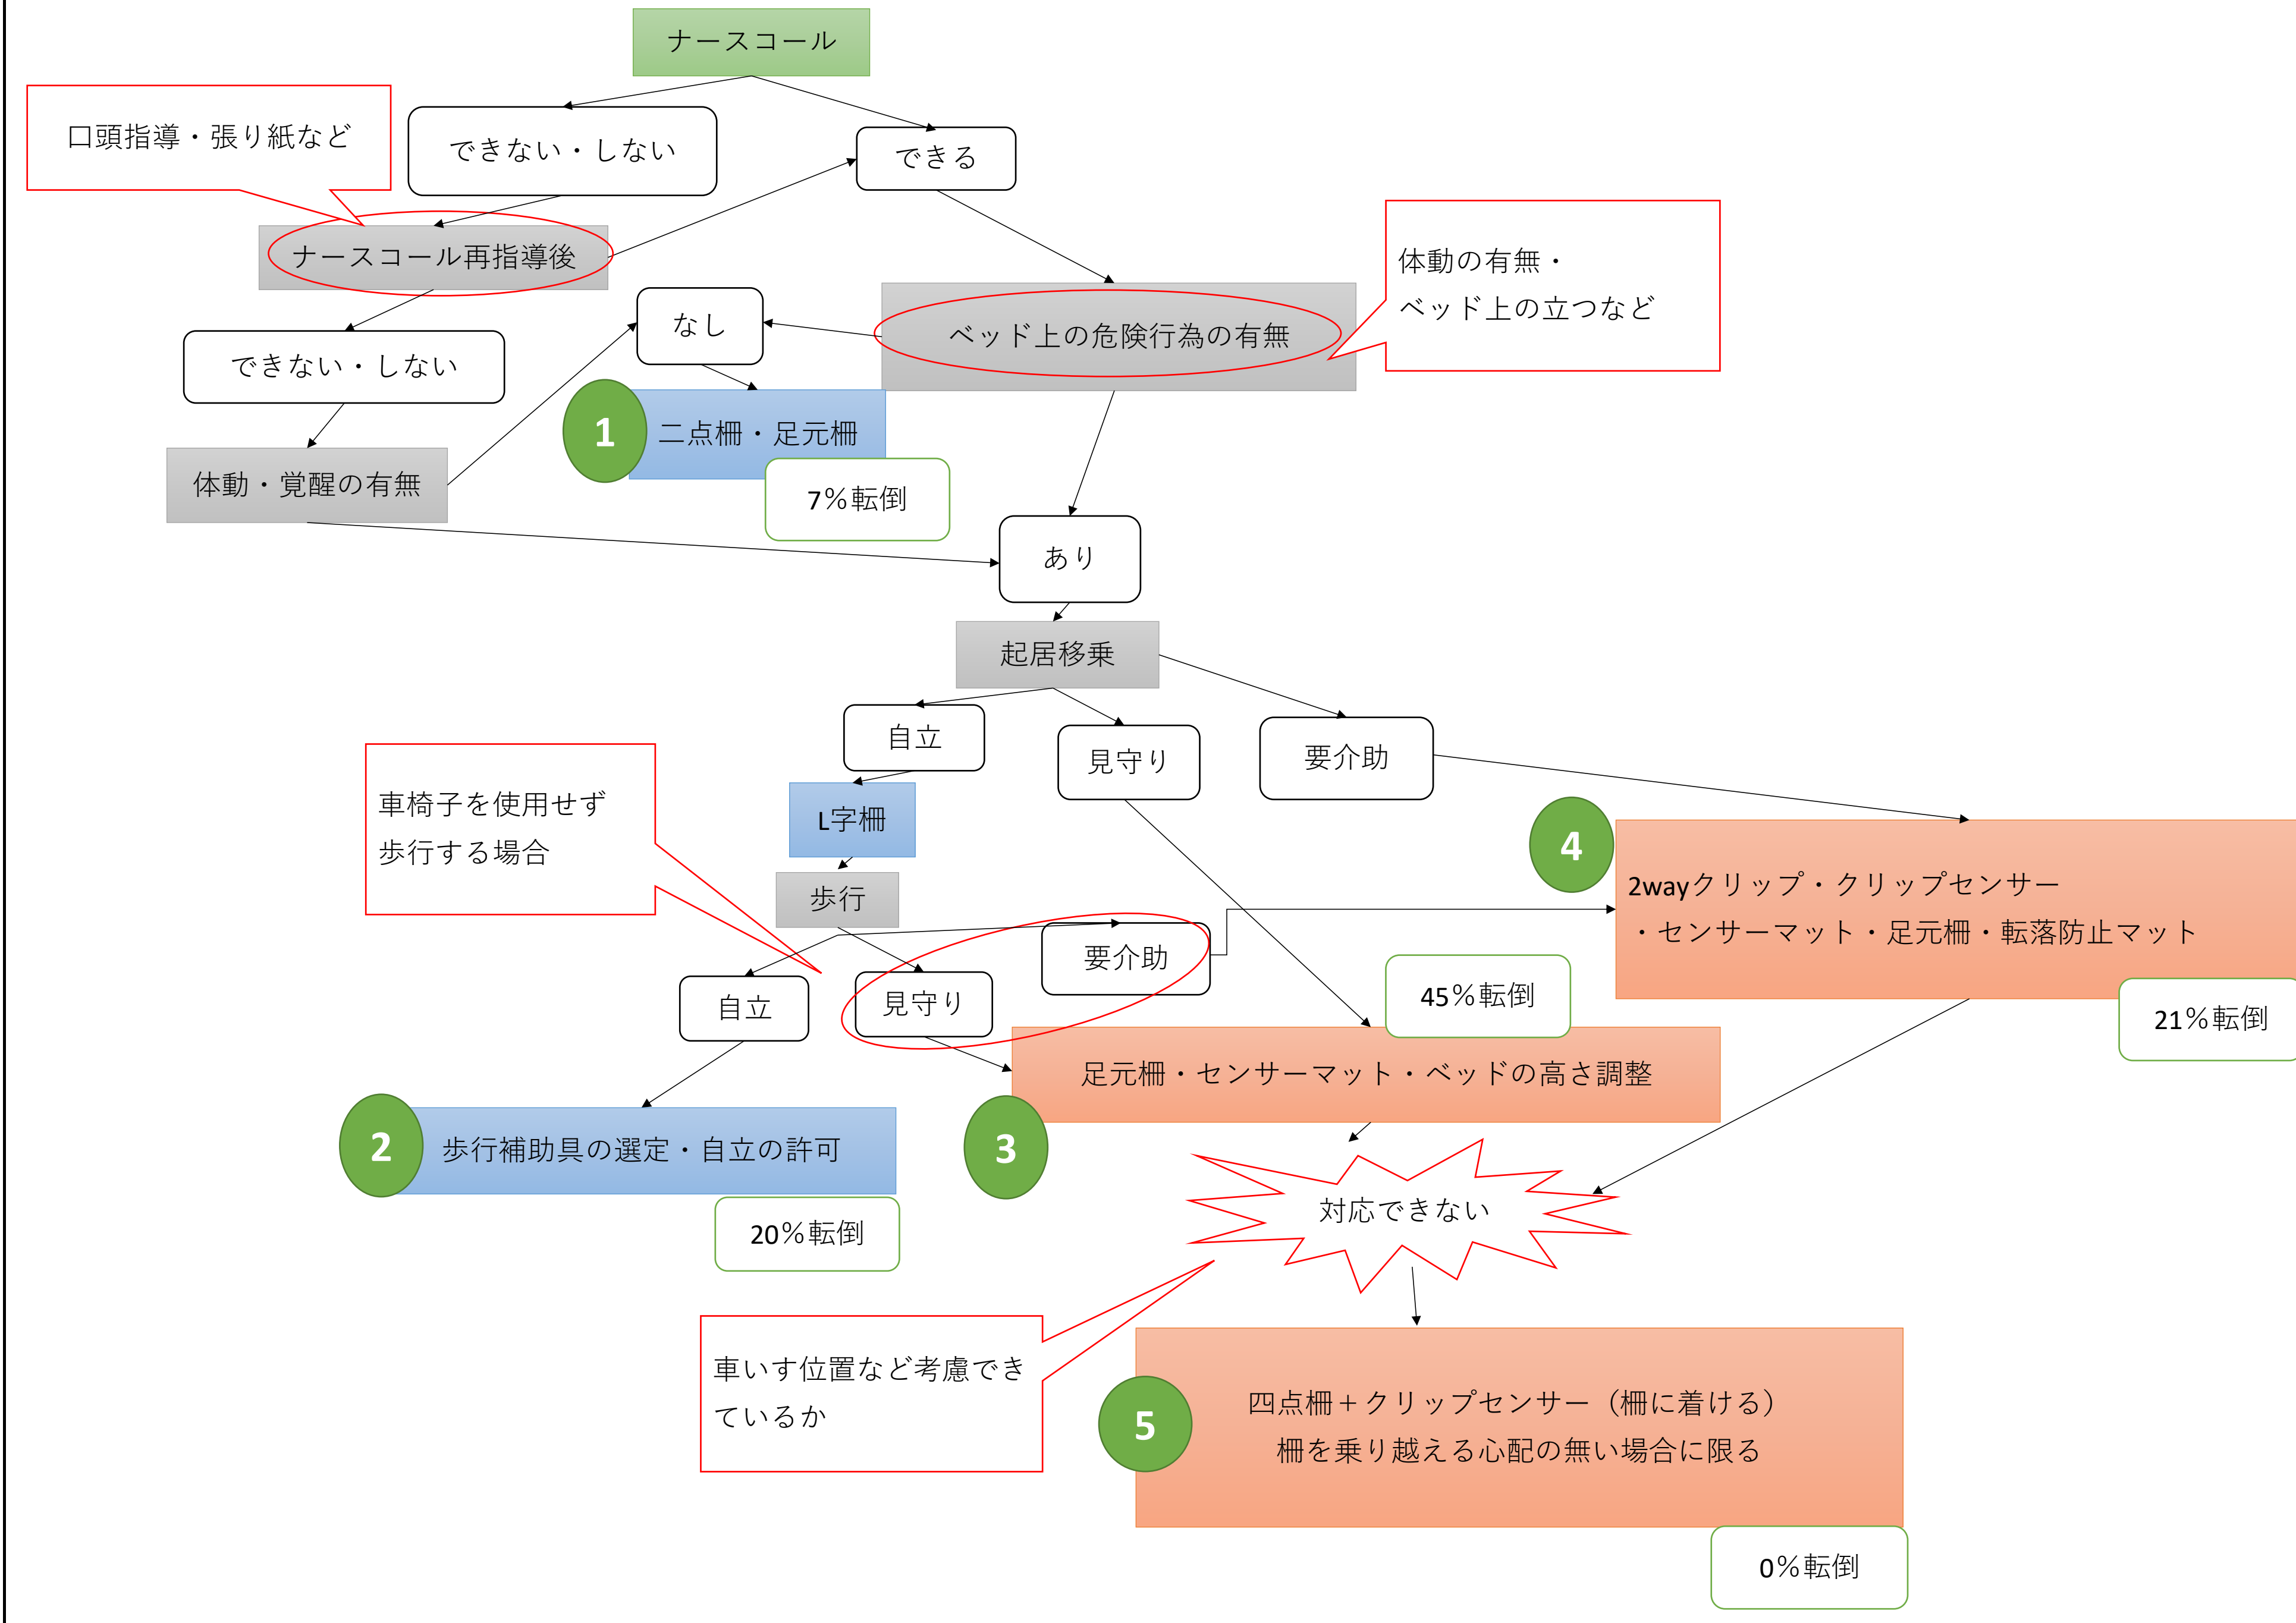 ナースコール
口頭指導・張り紙など
できない・しない
できる
ナースコール再指導後
体動の有無・
ベッド上の立つなど
なし
ベッド上の危険行為の有無
できない・しない
1
二点柵・足元柵
体動・覚醒の有無
7％転倒
あり
起居移乗
自立
見守り
要介助
車椅子を使用せず
歩行する場合
L字柵
4
2wayクリップ・クリップセンサー
・センサーマット・足元柵・転落防止マット
歩行
要介助
自立
見守り
45％転倒
21％転倒
足元柵・センサーマット・ベッドの高さ調整
2
歩行補助具の選定・自立の許可
3
20％転倒
対応できない
車いす位置など考慮でき
ているか
5
四点柵＋クリップセンサー（柵に着ける）
柵を乗り越える心配の無い場合に限る
0％転倒